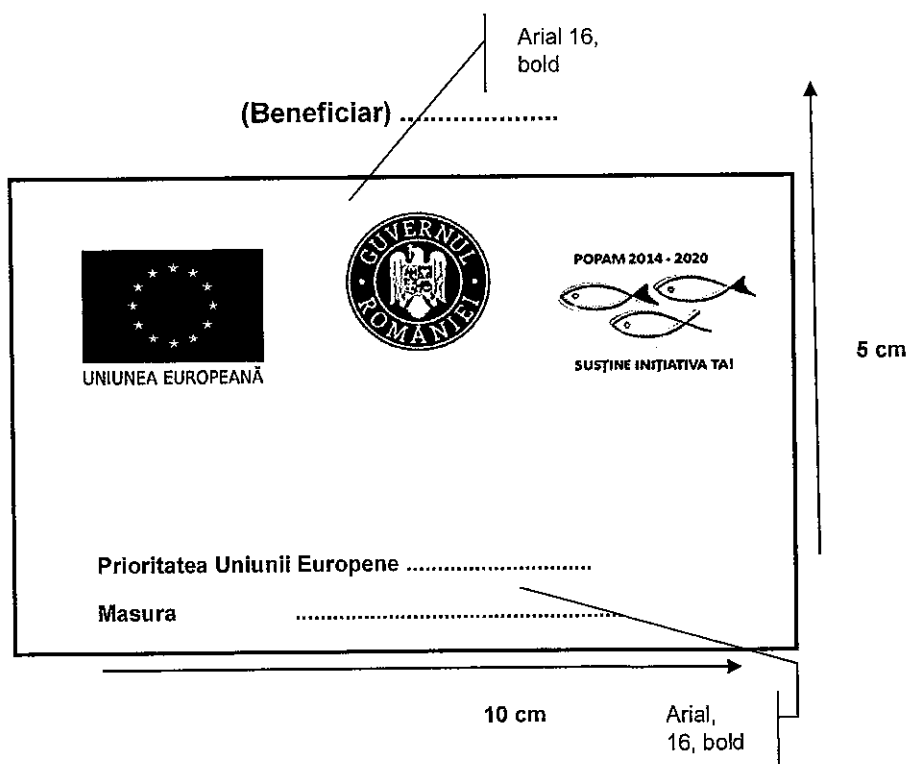 Arial 16,
bold
(Beneficiar) ..........................
GUVERNUL ROMÂNIEI
POPAM 2014 - 2020
UNIUNEA EUROPEANĂ
SUSȚINE INIȚIATIVA TA!
5 cm
Prioritatea Uniunii Europene ..............................
Masura ......................................................
10 cm
Arial,
16, bold